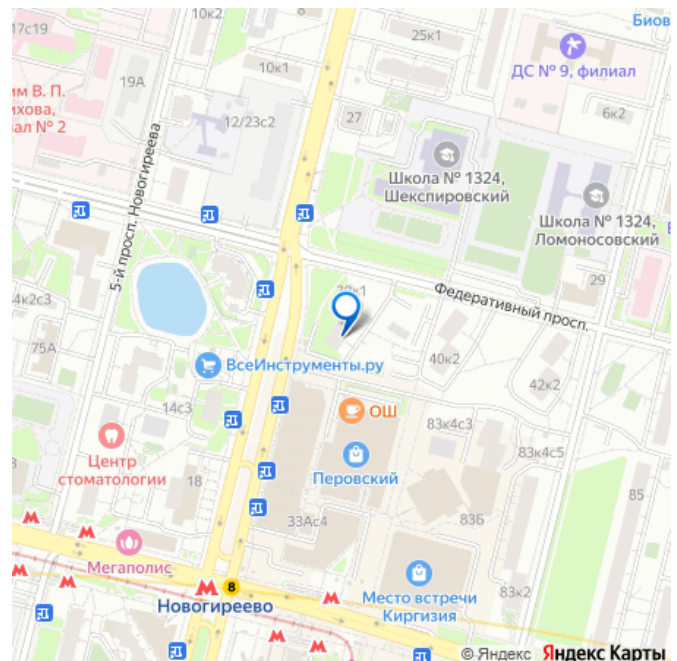 17с19
10к2
25к1
Биов
ДС № 9, филиал
10к1
19А
им В. П.
ихова,
ал № 2
12/23с2
27
6к2
Школа № 1324,
Шекспировский
Школа № 1324,
Ломоносовский
5-й просп. Новогиреева
29
Федеративный просп.
4к2с3
75А
40к2
ВсеИнструменты.ру
42к2
14с3
ОШ
83к4с3
83к4с5
Центр
стоматологии
Перовский
18
85
33Ас4
83Б
Мегаполис
83к2
8
Новогиреево
Место встречи
Киргизия
© Яндекс Яндекс Карты